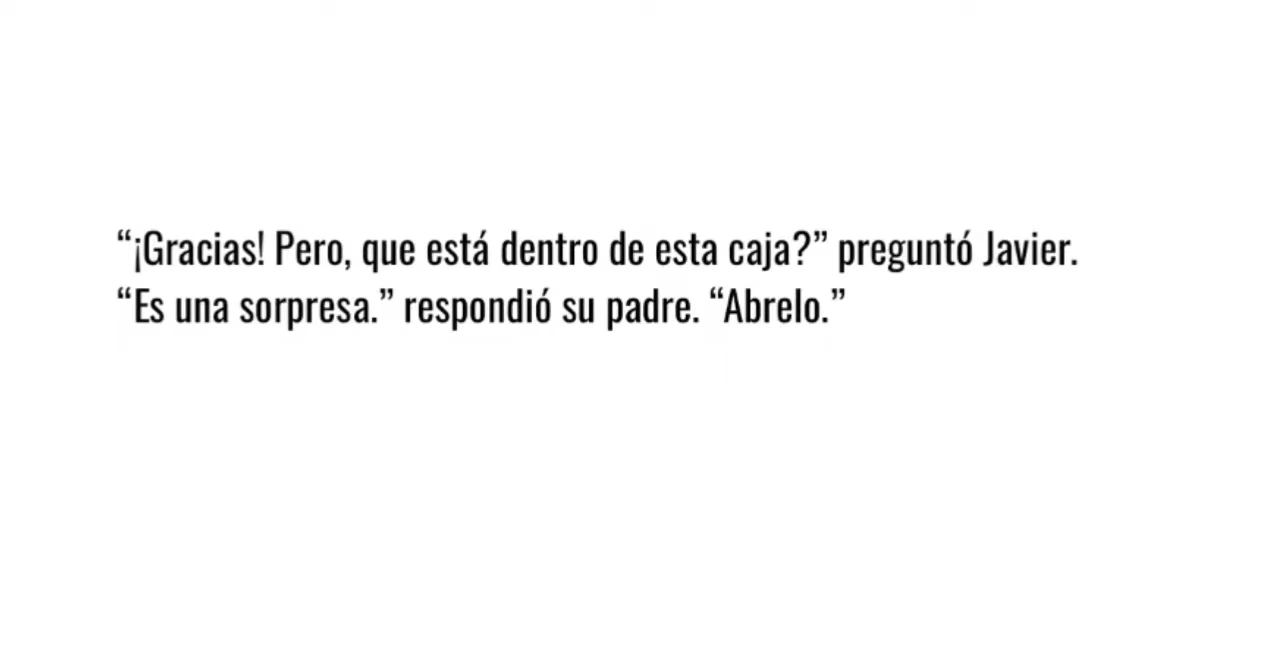 “¡Gracias! Pero, que está dentro de esta caja?” preguntó Javier.
“Es una sorpresa.” respondió su padre. “Abrelo.”